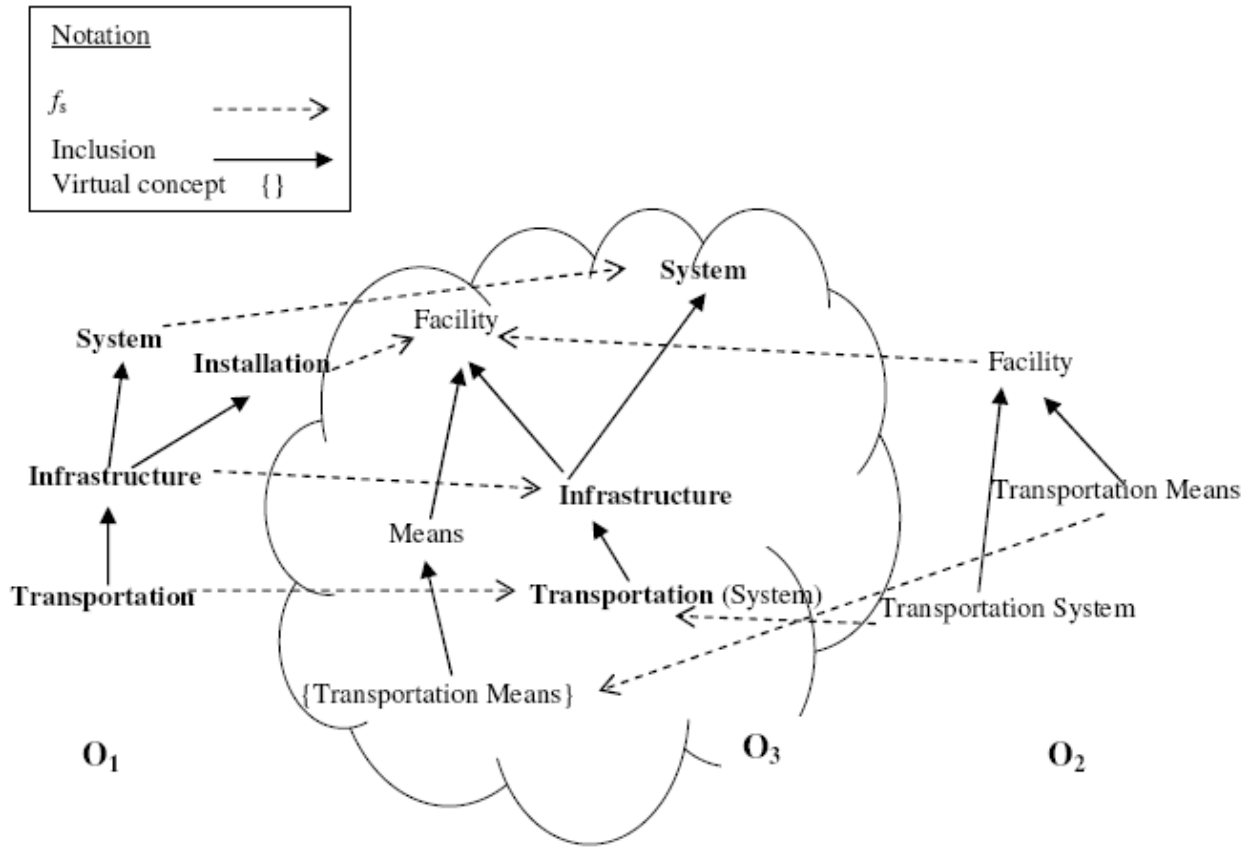 Notation
fs
Inclusion
Virtual concept {}
System
Facility
System
Installation
Facility
Infrastructure
Infrastructure
Transportation Means
Means
Transportation
Transportation (System)
Transportation System
{Transportation Means}
O1
O3
O2